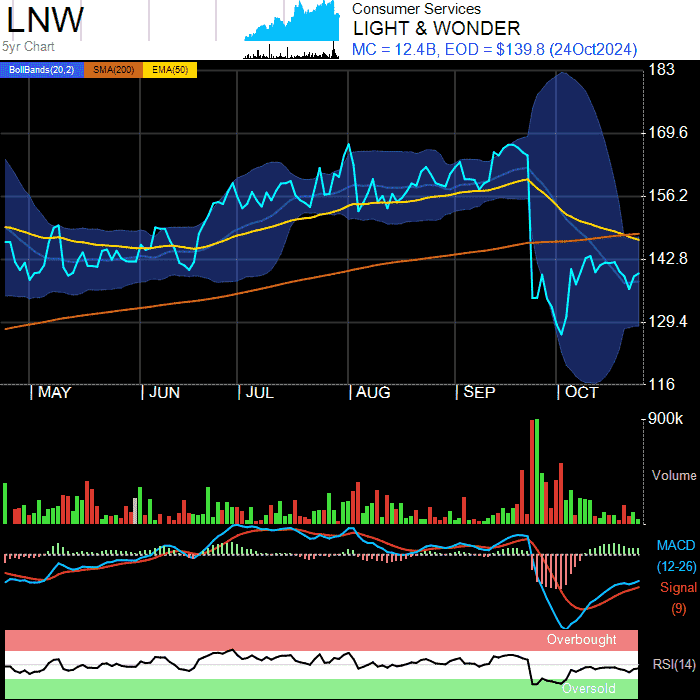 LNW
5yr Chart
Consumer Services
LIGHT & WONDER
MC = 12.4B, EOD = $139.8 (24Oct2024)
BollBands(20,2) SMA(200) EMA(50)
183
169.6
156.2
142.8
129.4
116
MAY JUN JUL AUG SEP OCT
900k
Volume
MACD
(12-26)
Signal
(9)
Overbought
RSI(14)
Oversold